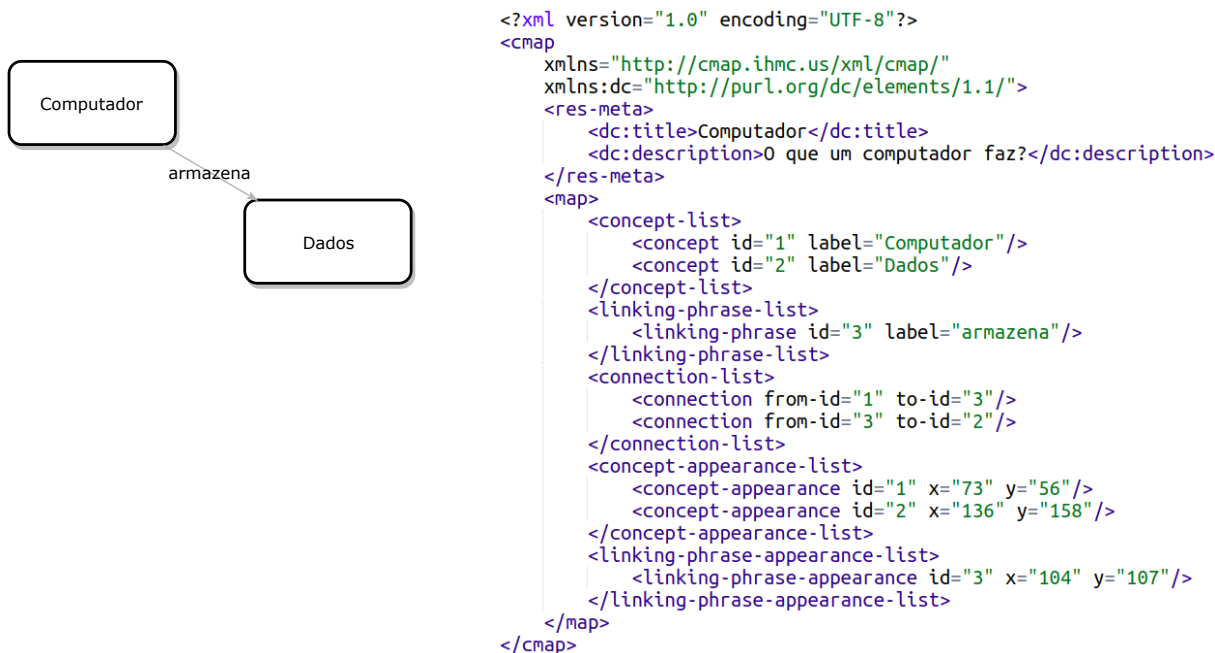 Computador
armazena
Dados
<?xml version="1.0" encoding="UTF-8"?>
<cmap
    xmlns="http://cmap.ihmc.us/xml/cmap/"
    xmlns:dc="http://purl.org/dc/elements/1.1/">
    <res-meta>
        <dc:title>Computador</dc:title>
        <dc:description>O que um computador faz?</dc:description>
    </res-meta>
    <map>
        <concept-list>
            <concept id="1" label="Computador"/>
            <concept id="2" label="Dados"/>
        </concept-list>
        <linking-phrase-list>
            <linking-phrase id="3" label="armazena"/>
        </linking-phrase-list>
        <connection-list>
            <connection from-id="1" to-id="3"/>
            <connection from-id="3" to-id="2"/>
        </connection-list>
        <concept-appearance-list>
            <concept-appearance id="1" x="73" y="56"/>
            <concept-appearance id="2" x="136" y="158"/>
        </concept-appearance-list>
        <linking-phrase-appearance-list>
            <linking-phrase-appearance id="3" x="104" y="107"/>
        </linking-phrase-appearance-list>
    </map>
</cmap>